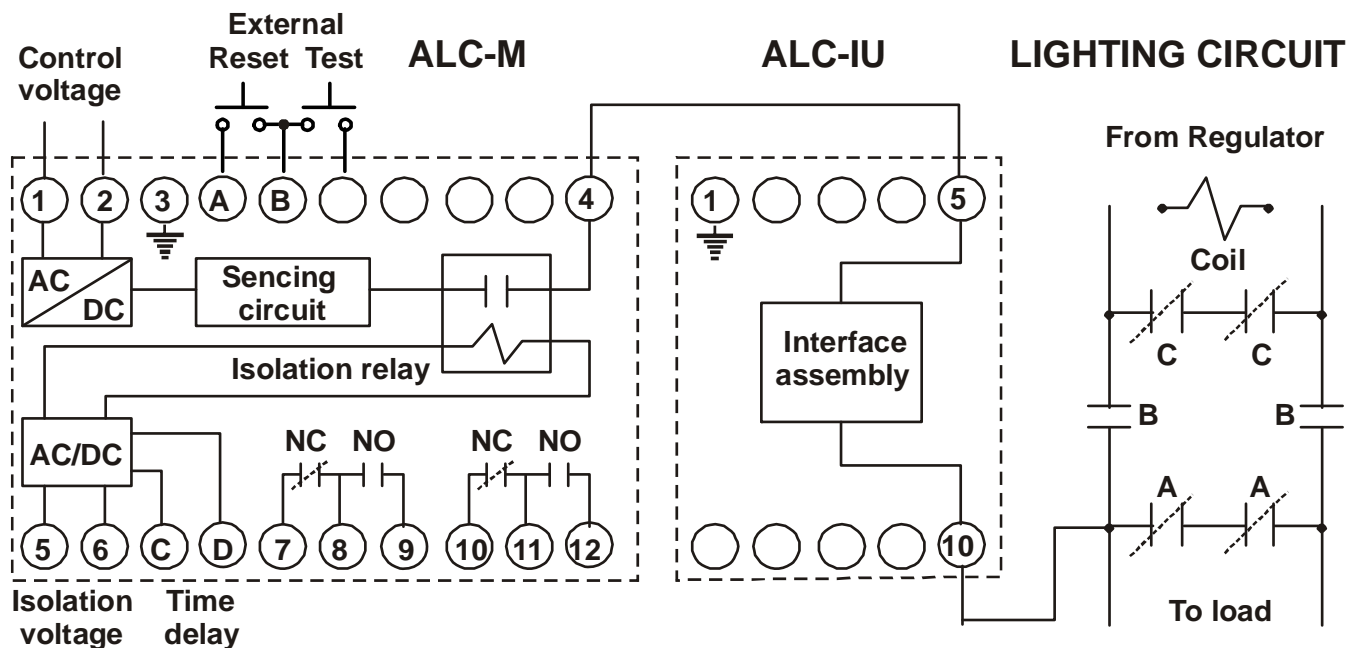 External
Reset Test
ALC-M
ALC-IU
LIGHTING CIRCUIT
Control
voltage
From Regulator
1 2 3 A B 4
1 5
Coil
AC
DC
Sencing
circuit
C C
Interface
assembly
Isolation relay
B B
AC/DC
NC NO NC NO
A A
5 6 C D 7 8 9 10 11 12
10
Isolation
voltage
Time
delay
To load